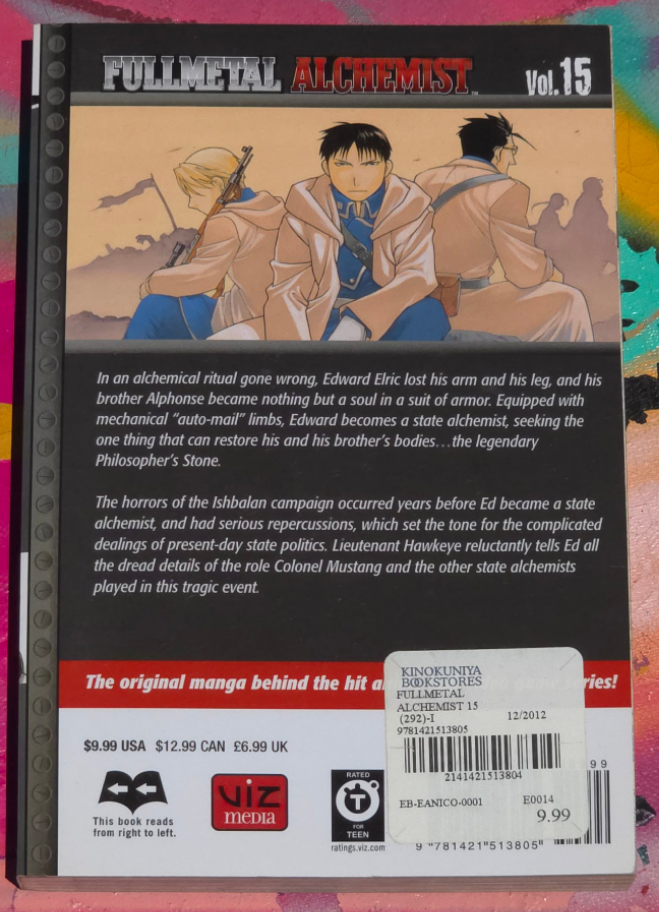 FULLMETAL ALCHEMIST™ Vol.15
In an alchemical ritual gone wrong, Edward Elric lost his arm and his leg, and his
brother Alphonse became nothing but a soul in a suit of armor. Equipped with
mechanical “auto-mail” limbs, Edward becomes a state alchemist, seeking the
one thing that can restore his and his brother’s bodies...the legendary
Philosopher’s Stone.
The horrors of the Ishbalan campaign occurred years before Ed became a state
alchemist, and had serious repercussions, which set the tone for the complicated
dealings of present-day state politics. Lieutenant Hawkeye reluctantly tells Ed all
the dread details of the role Colonel Mustang and the other state alchemists
played in this tragic event.
The original manga behind the hit
$9.99 USA $12.99 CAN £6.99 UK
This book reads
from right to left.
VIZ
MEDIA
RATED
T
FOR
TEEN
ratings.viz.com
KINOKUNIYA
BOOKSTORES
FULLMETAL
ALCHEMIST 15
(292)-I 12/2012
9781421513805
2141421513804
EB-EANICO-0001 E0014
9.99
9 "781421"513805"
99